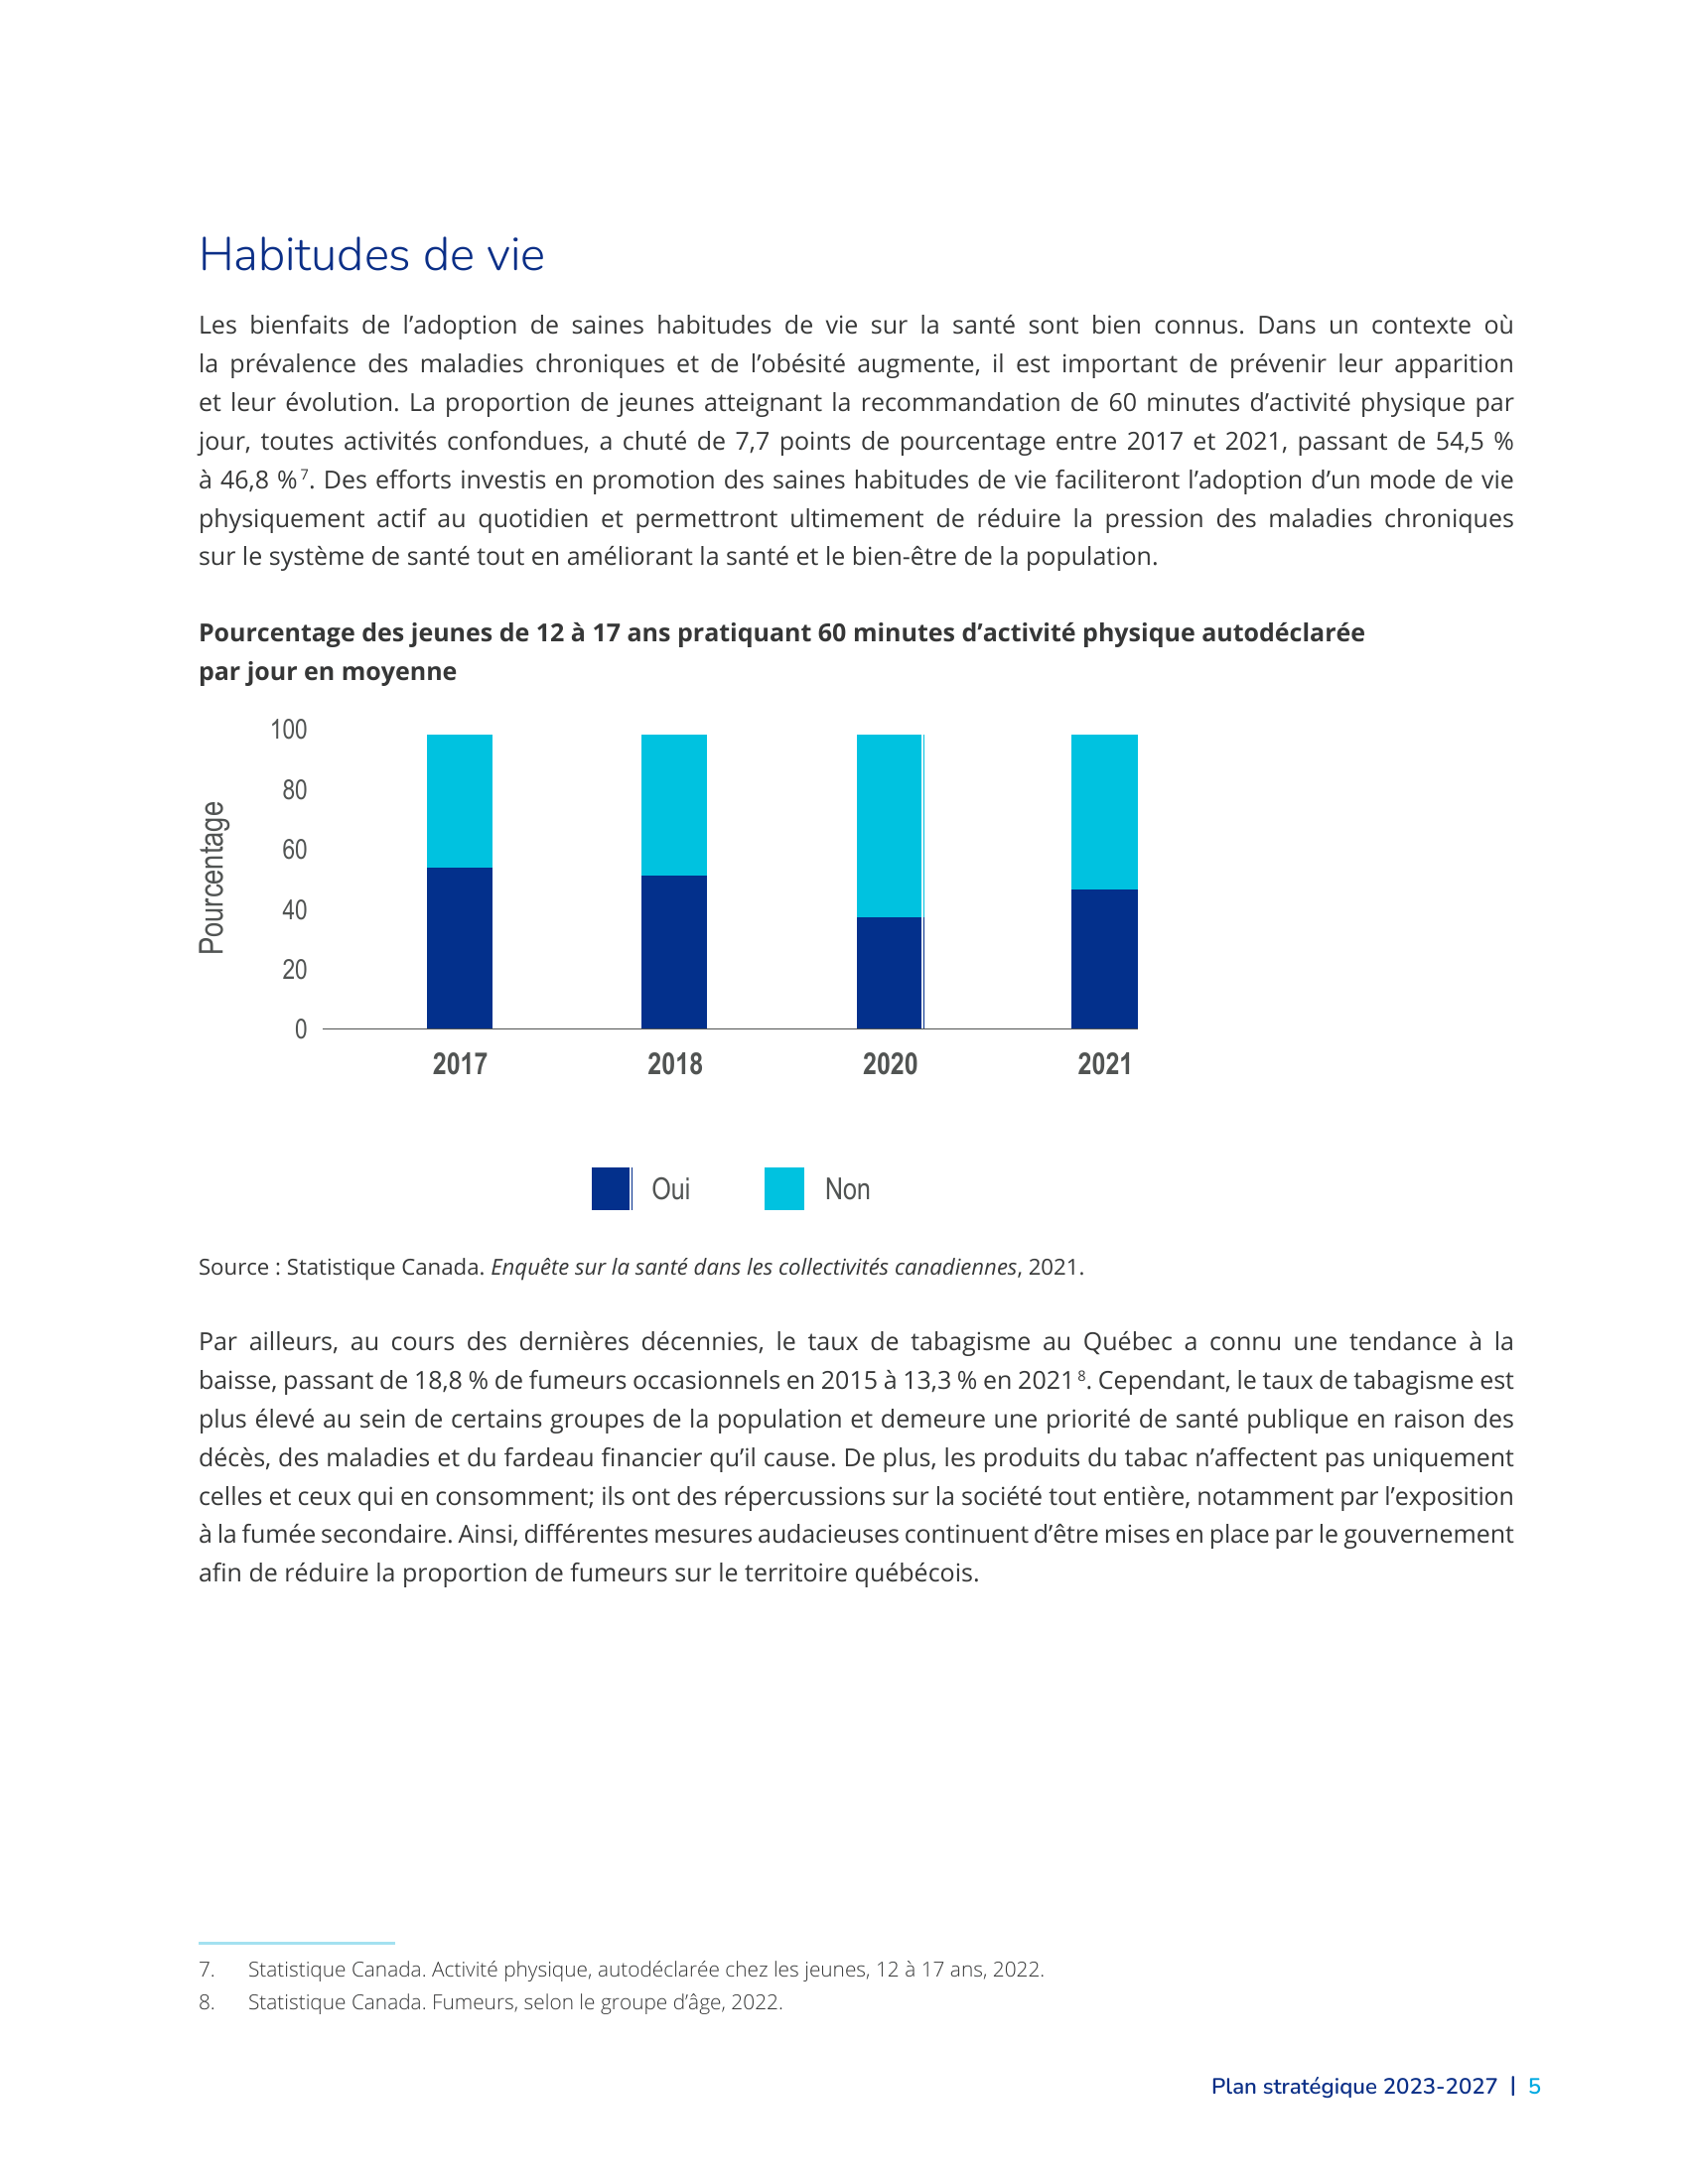 Habitudes de vie
Les bienfaits de l’adoption de saines habitudes de vie sur la santé sont bien connus. Dans un contexte où
la prévalence des maladies chroniques et de l’obésité augmente, il est important de prévenir leur apparition
et leur évolution. La proportion de jeunes atteignant la recommandation de 60 minutes d’activité physique par
jour, toutes activités confondues, a chuté de 7,7 points de pourcentage entre 2017 et 2021, passant de 54,5 %
à 46,8 % 7. Des efforts investis en promotion des saines habitudes de vie faciliteront l’adoption d’un mode de vie
physiquement actif au quotidien et permettront ultimement de réduire la pression des maladies chroniques
sur le système de santé tout en améliorant la santé et le bien-être de la population.
Pourcentage des jeunes de 12 à 17 ans pratiquant 60 minutes d’activité physique autodéclarée
par jour en moyenne
Pourcentage
100
80
60
40
20
0
2017 2018 2020 2021
Oui Non
Source : Statistique Canada. Enquête sur la santé dans les collectivités canadiennes, 2021.
Par ailleurs, au cours des dernières décennies, le taux de tabagisme au Québec a connu une tendance à la
baisse, passant de 18,8 % de fumeurs occasionnels en 2015 à 13,3 % en 2021 8. Cependant, le taux de tabagisme est
plus élevé au sein de certains groupes de la population et demeure une priorité de santé publique en raison des
décès, des maladies et du fardeau financier qu’il cause. De plus, les produits du tabac n’affectent pas uniquement
celles et ceux qui en consomment; ils ont des répercussions sur la société tout entière, notamment par l’exposition
à la fumée secondaire. Ainsi, différentes mesures audacieuses continuent d’être mises en place par le gouvernement
afin de réduire la proportion de fumeurs sur le territoire québécois.
7. Statistique Canada. Activité physique, autodéclarée chez les jeunes, 12 à 17 ans, 2022.
8. Statistique Canada. Fumeurs, selon le groupe d’âge, 2022.
Plan stratégique 2023-2027 | 5